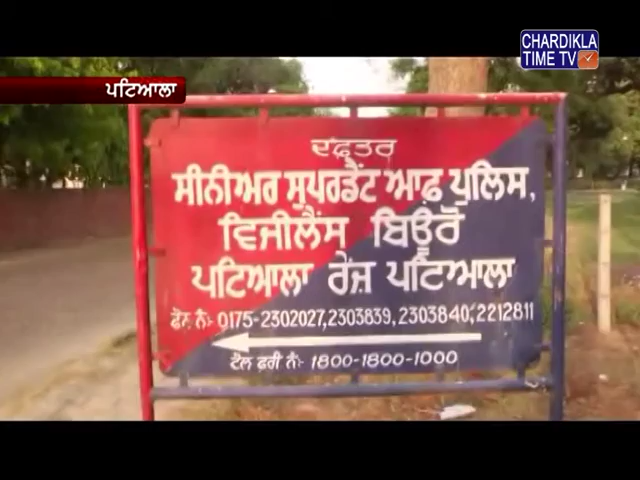 CHARDIKLA
TIME TV
ਪਟਿਆਲਾ
ਦਫ਼ਤਰ
ਸੀਨੀਅਰ ਸੁਪਰਡੈਂਟ ਆਫ਼ ਪੁਲਿਸ,
ਵਿਜੀਲੈਂਸ ਬਿਊਰੋ
ਪਟਿਆਲਾ ਰੇਂਜ਼ ਪਟਿਆਲਾ
ਫੋਨ ਨੰ:- 0175-2302027,2303839, 2303840, 2212811
ਟੋਲ ਫਰੀ ਨੰ:- 1800-1800-1000